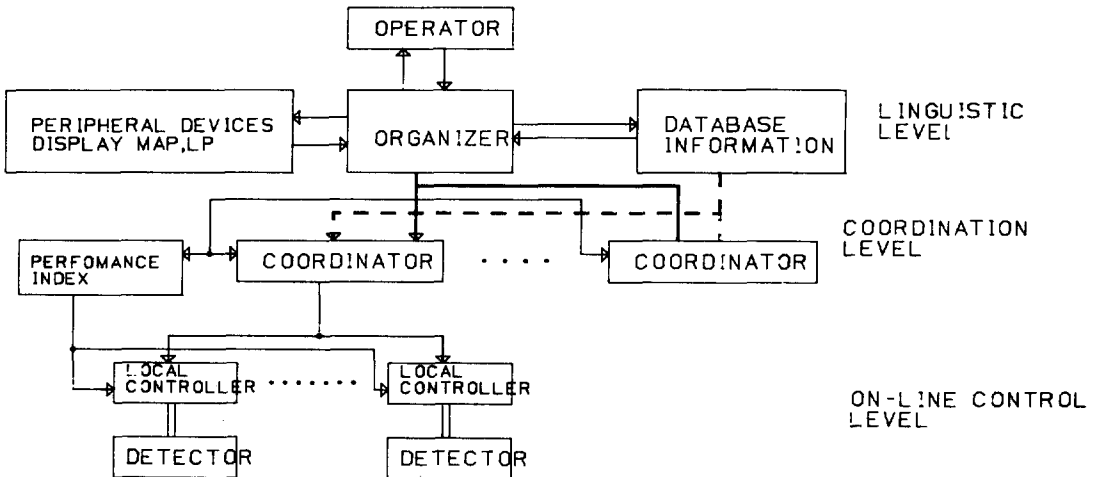 OPERATOR
PERIPHERAL DEVICES
DISPLAY MAP,LP
ORGANIZER
DATABASE
INFORMATION
LINGUISTIC
LEVEL
COORDINATION
LEVEL
PERFOMANCE
INDEX
COORDINATOR
COORDINATOR
LOCAL
CONTROLLER
LOCAL
CONTROLLER
ON-LINE CONTROL
LEVEL
DETECTOR
DETECTOR